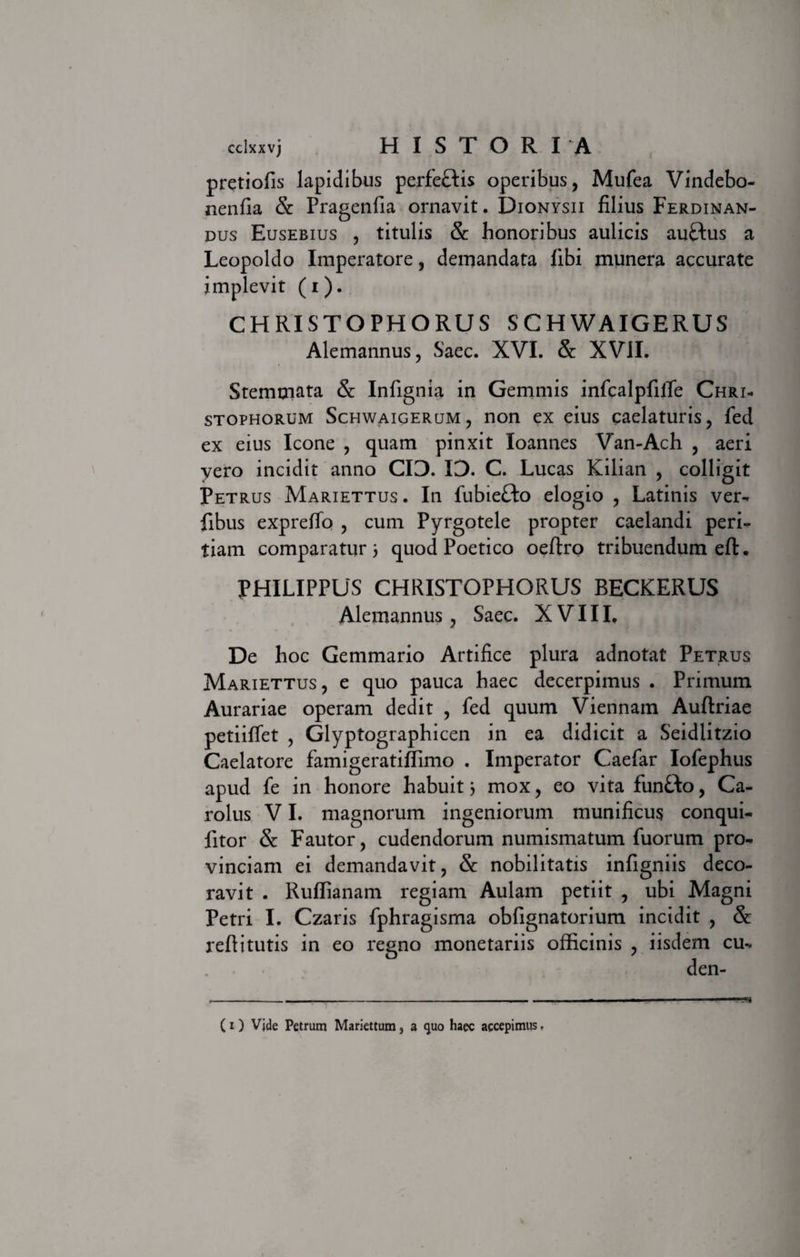 cclxxvj HISTORIA
pretiofis lapidibus perfectis operibus, Mufea Vindebo-
nenfia & Pragenfia ornavit. Dionysii filius Ferdinan-
dus Eusebius , titulis & honoribus aulicis auctus a
Leopoldo Imperatore, demandata fibi munera accurate
implevit (1).
CHRISTOPHORUS SCHWAIGERUS
Alemannus, Saec. XVI. & XVII.
Stemmata & Infignia in Gemmis infcalpfiffe Chri-
stophorum Schwaigerum, non ex eius caelaturis, fed
ex eius Icone , quam pinxit Ioannes Van-Ach , aeri
vero incidit anno CIƆ. IƆ. C. Lucas Kilian , colligit
Petrus Mariettus. In fubiecto elogio , Latinis ver-
fibus expreffo , cum Pyrgotele propter caelandi peri-
tiam comparatur; quod Poetico oeftro tribuendum eft.
PHILIPPUS CHRISTOPHORUS BECKERUS
Alemannus , Saec. XVIII.
De hoc Gemmario Artifice plura adnotat Petrus
Mariettus, e quo pauca haec decerpimus . Primum
Aurariae operam dedit , fed quum Viennam Auftriae
petiiffet , Glyptographicen in ea didicit a Seidlitzio
Caelatore famigeratiffimo . Imperator Caefar Iofephus
apud fe in honore habuit; mox, eo vita functo, Ca-
rolus VI. magnorum ingeniorum munificus conqui-
fitor & Fautor, cudendorum numismatum fuorum pro-
vinciam ei demandavit, & nobilitatis infigniis deco-
ravit . Ruffianam regiam Aulam petiit , ubi Magni
Petri I. Czaris fphragisma obfignatorium incidit , &
reftitutis in eo regno monetariis officinis , iisdem cu-
den-
(1) Vide Petrum Mariettum, a quo haec accepimus.